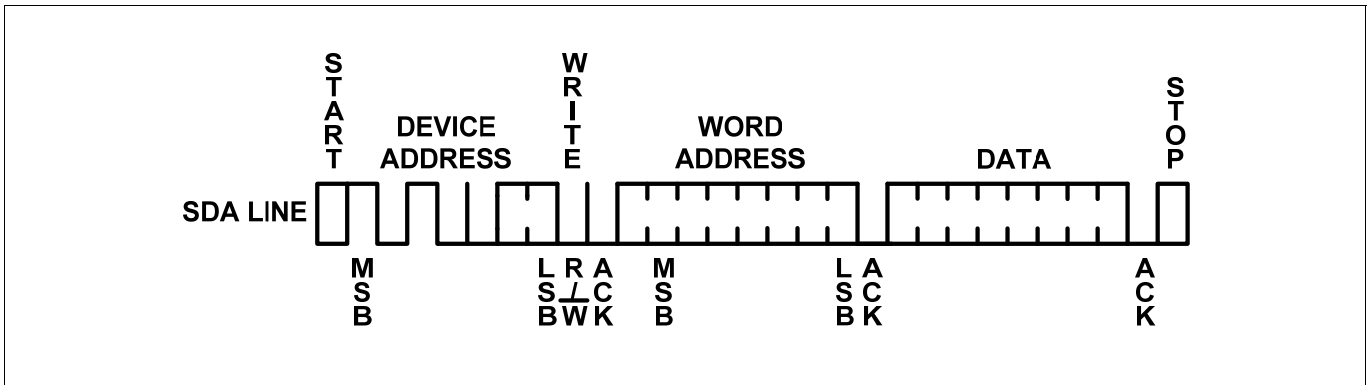 START
WRITE
STOP
DEVICE ADDRESS
WORD ADDRESS
DATA
SDA LINE
MSB
LSB
R/W
ACK
MSB
LSB
ACK
ACK